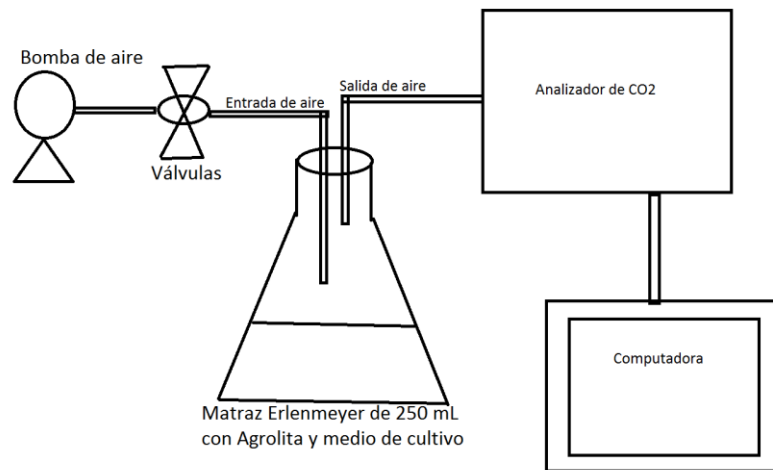 Bomba de aire
Válvulas
Entrada de aire
Salida de aire
Analizador de CO2
Computadora
Matraz Erlenmeyer de 250 mL
con Agrolita y medio de cultivo